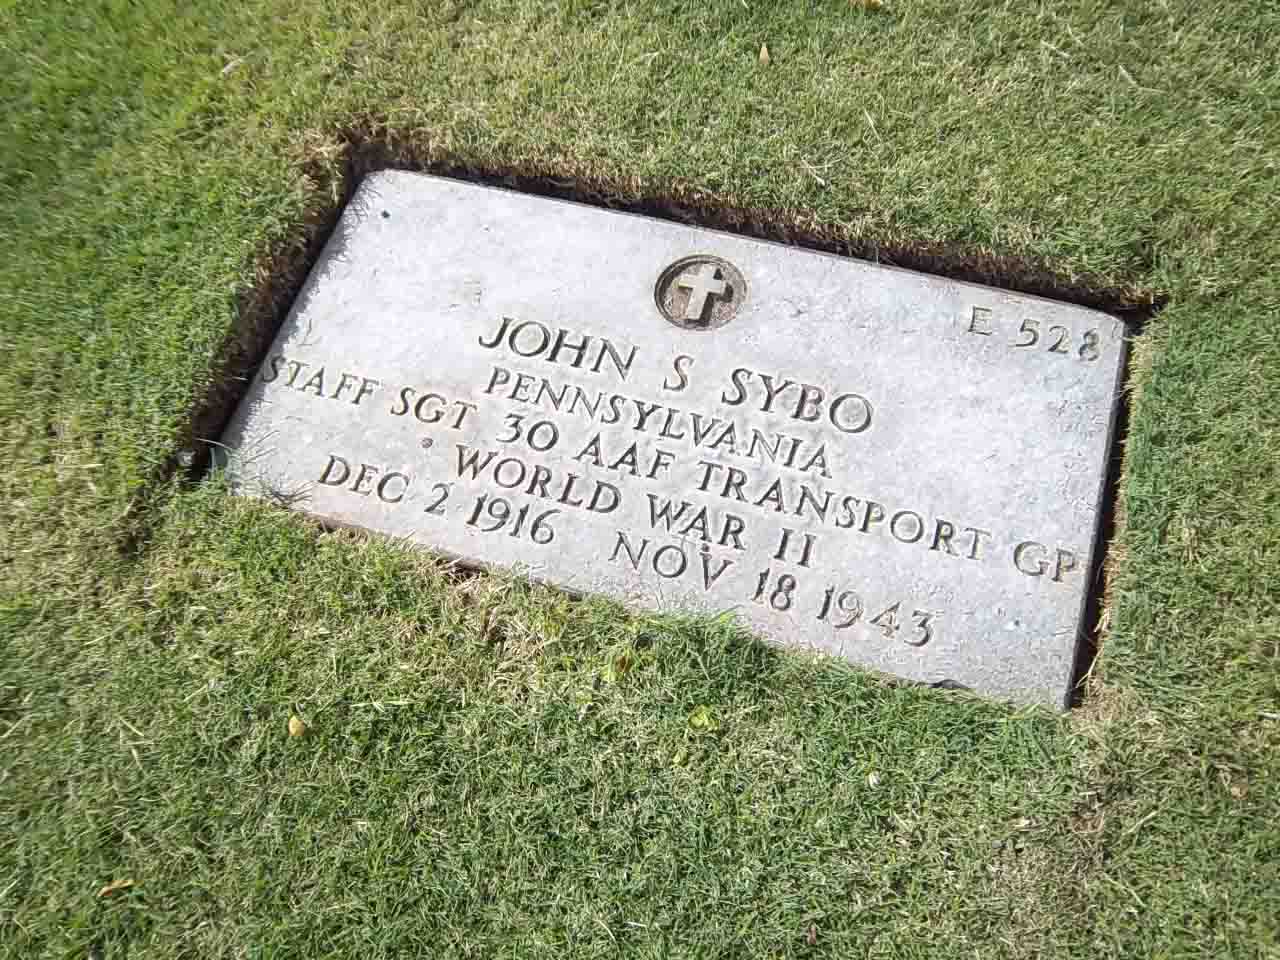 E 528
JOHN S SYBO
PENNSYLVANIA
STAFF SGT 30 AAF TRANSPORT GP
WORLD WAR II
DEC 2 1916 NOV 18 1943